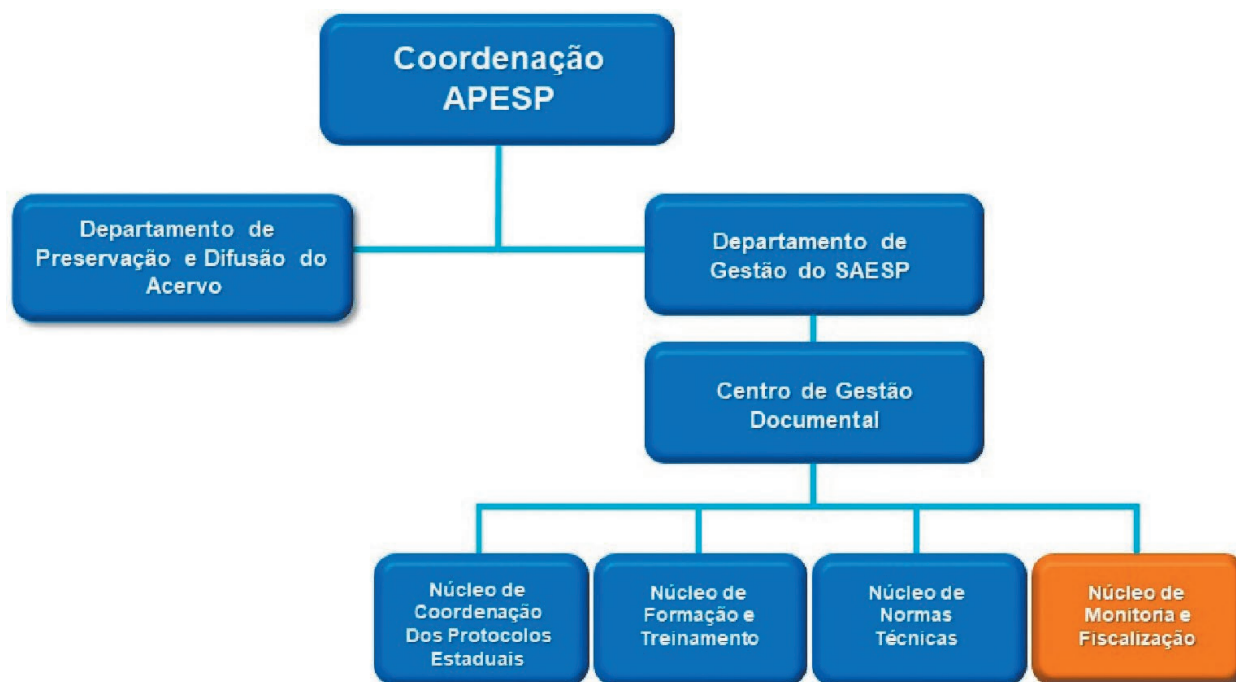 Coordenação
APESP
Departamento de
Preservação e Difusão do
Acervo
Departamento de
Gestão do SAESP
Centro de Gestão
Documental
Núcleo de
Coordenação
Dos Protocolos
Estaduais
Núcleo de
Formação e
Treinamento
Núcleo de
Normas
Técnicas
Núcleo de
Monitoria e
Fiscalização